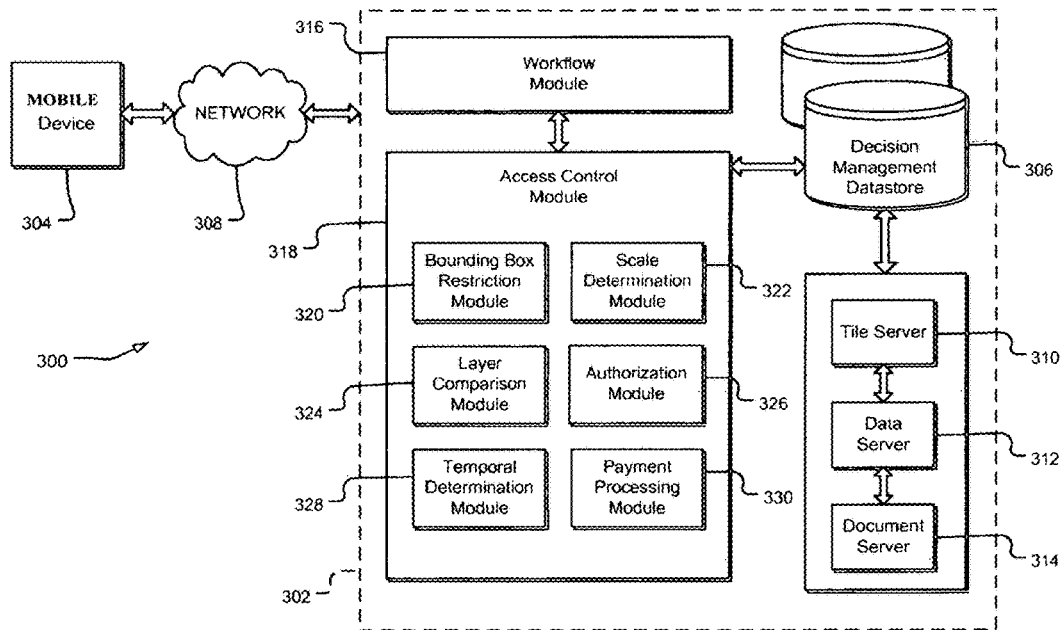 316
Workflow
Module
MOBILE
Device
NETWORK
304
308
Decision
Management
Datastore
306
Access Control
Module
318
Bounding Box
Restriction
Module
320
Scale
Determination
Module
322
300
Layer
Comparison
Module
324
Authorization
Module
326
Temporal
Determination
Module
328
Payment
Processing
Module
330
302
Tile Server
310
Data
Server
312
Document
Server
314